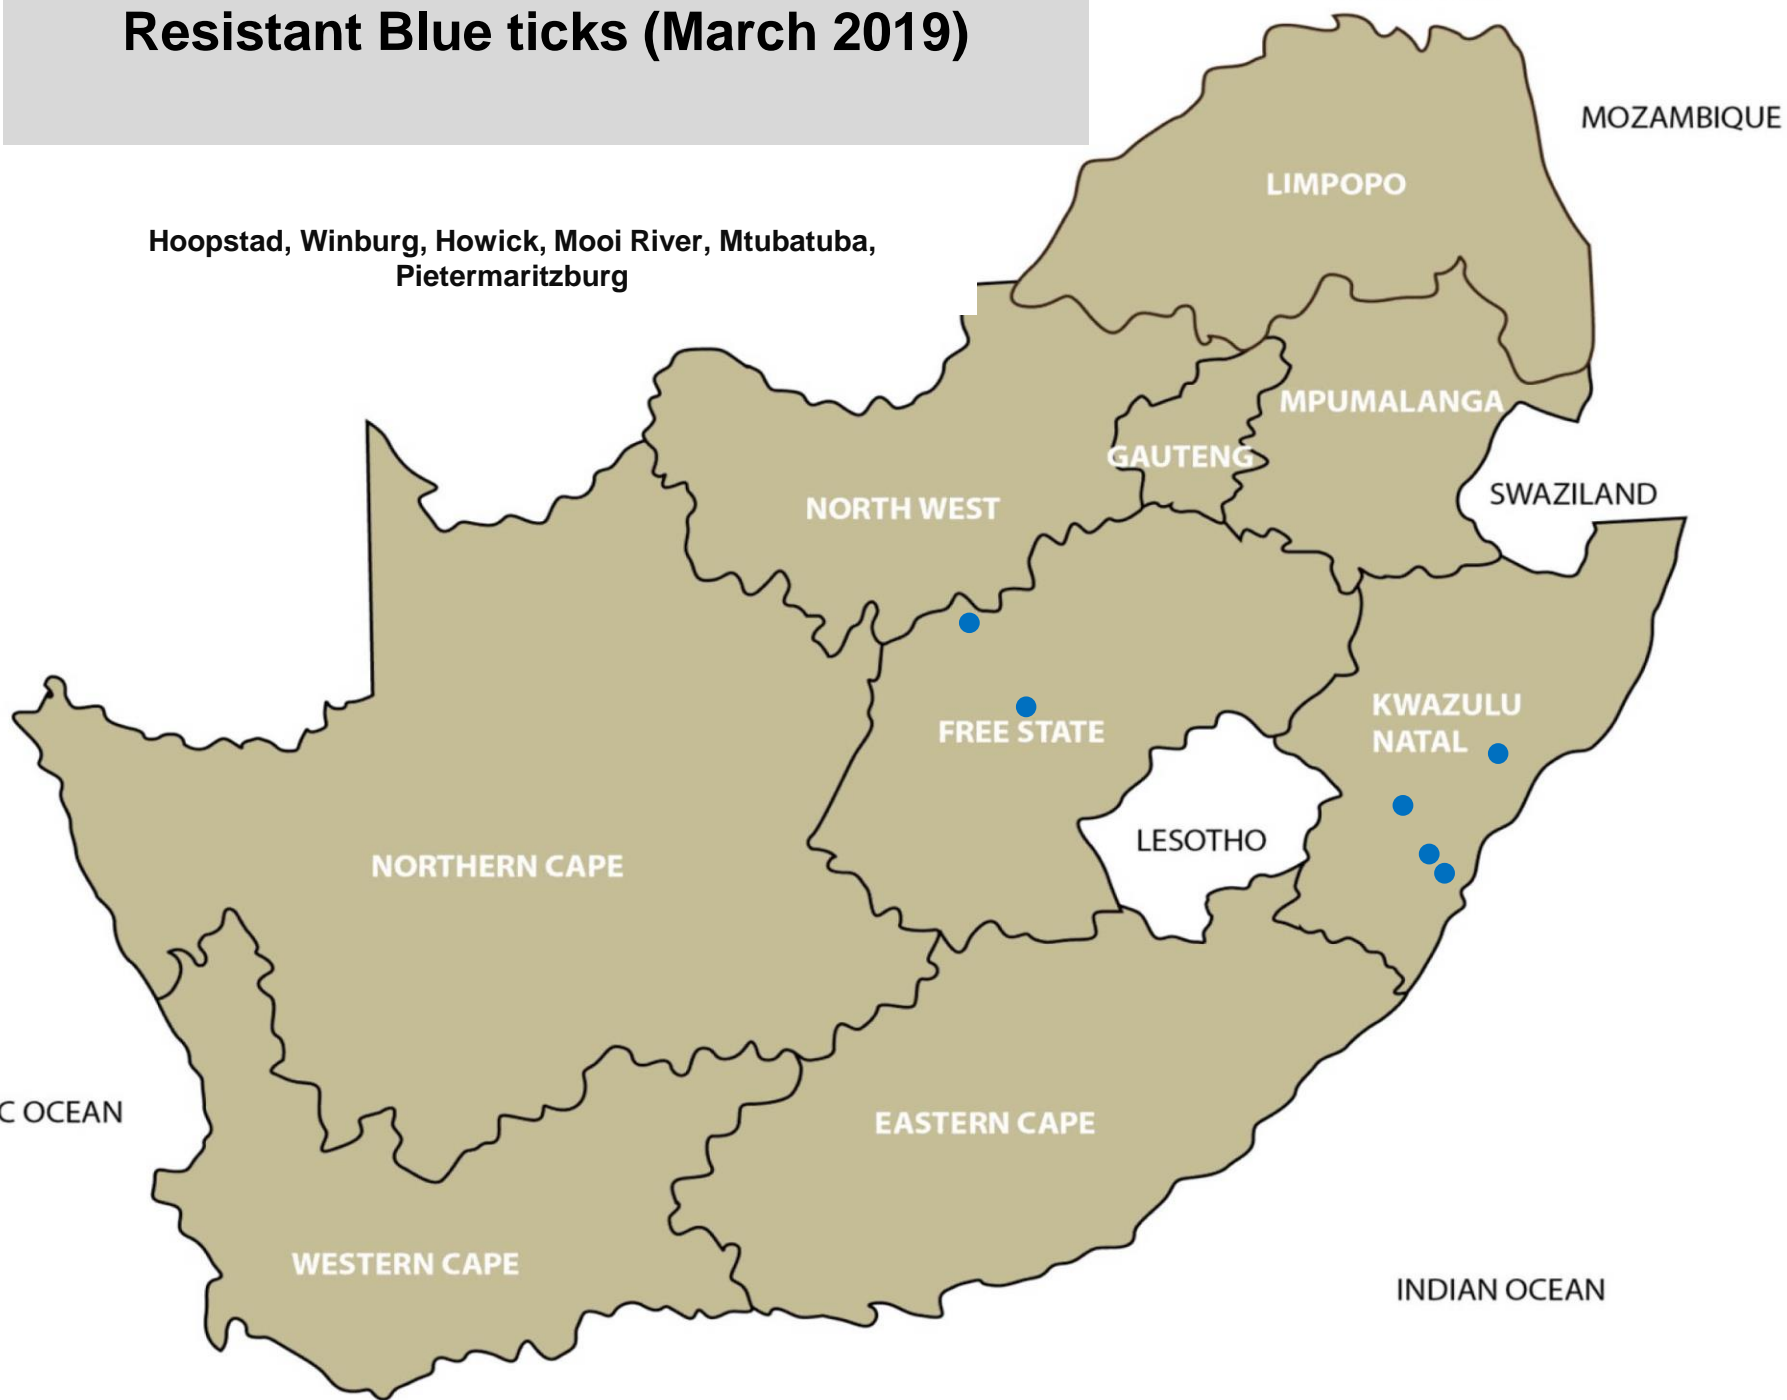 Resistant Blue ticks (March 2019)
MOZAMBIQUE
LIMPOPO
Hoopstad, Winburg, Howick, Mooi River, Mtubatuba,
Pietermaritzburg
MPUMALANGA
GAUTENG
SWAZILAND
NORTH WEST
KWAZULU
NATAL
FREE STATE
LESOTHO
NORTHERN CAPE
C OCEAN
EASTERN CAPE
WESTERN CAPE
INDIAN OCEAN